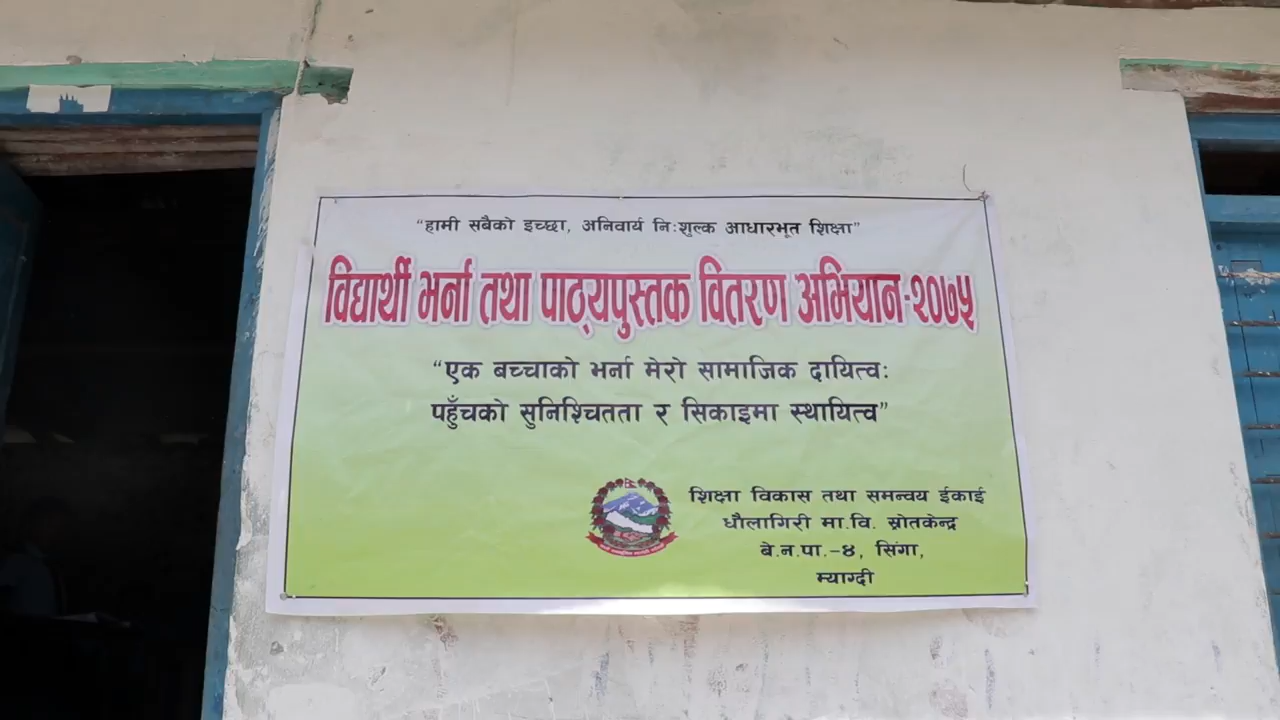 “हामी सबैको इच्छा, अनिवार्य नि:शुल्क आधारभूत शिक्षा”
विद्यार्थी भर्ना तथा पाठ्यपुस्तक वितरण अभियान-२०७५
“एक बच्चाको भर्ना मेरो सामाजिक दायित्व:
पहुँचको सुनिश्चितता र सिकाइमा स्थायित्व”
शिक्षा विकास तथा समन्वय ईकाई
धौलागिरी मा.वि. स्रोतकेन्द्र
बे.न.पा.-४, सिंगा,
म्याग्दी